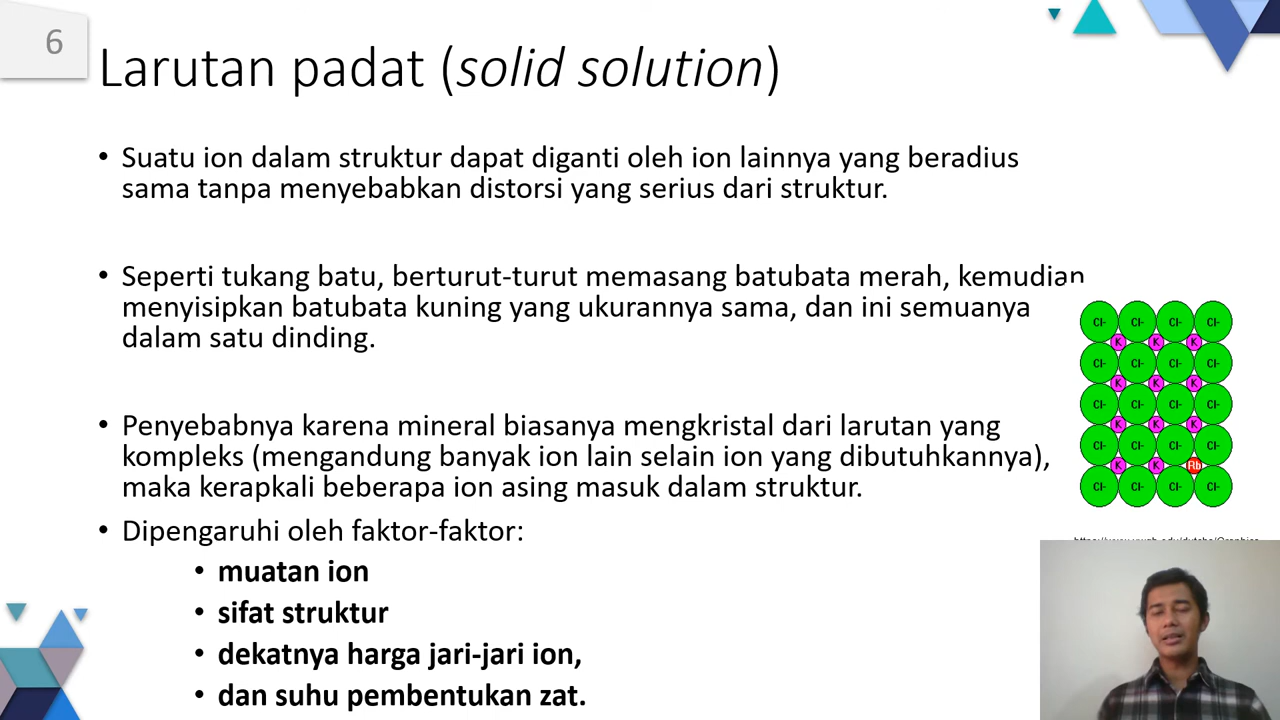 6
Larutan padat (solid solution)
• Suatu ion dalam struktur dapat diganti oleh ion lainnya yang beradius
sama tanpa menyebabkan distorsi yang serius dari struktur.
• Seperti tukang batu, berturut-turut memasang batubata merah, kemudian
menyisipkan batubata kuning yang ukurannya sama, dan ini semuanya
dalam satu dinding.
• Penyebabnya karena mineral biasanya mengkristal dari larutan yang
kompleks (mengandung banyak ion lain selain ion yang dibutuhkannya),
maka kerapkali beberapa ion asing masuk dalam struktur.
• Dipengaruhi oleh faktor-faktor:
• muatan ion
• sifat struktur
• dekatnya harga jari-jari ion,
• dan suhu pembentukan zat.
Cl- Cl- Cl- Cl-
K K K
Cl- Cl- Cl- Cl-
K K K
Cl- Cl- Cl- Cl-
K K K
Cl- Cl- Cl- Cl-
K K Rb
Cl- Cl- Cl- Cl-